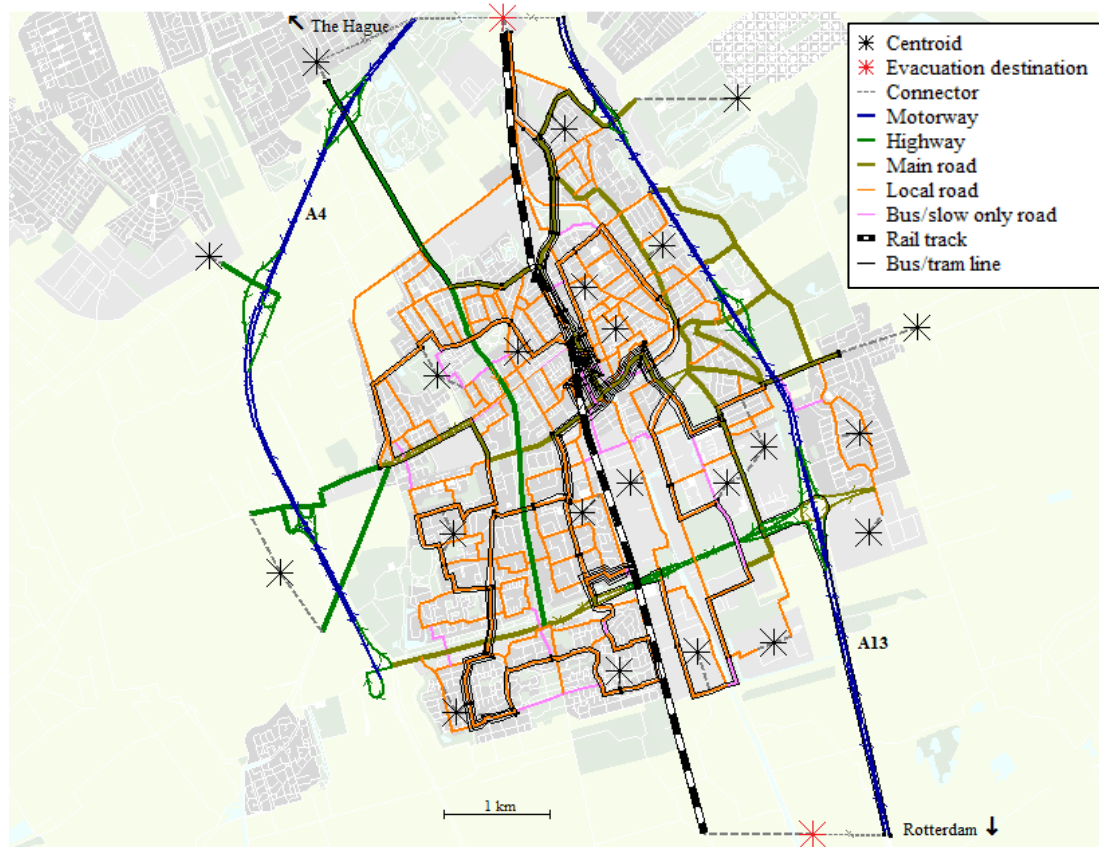 The Hague
Centroid
Evacuation destination
Connector
Motorway
Highway
Main road
Local road
Bus/slow only road
Rail track
Bus/tram line
A4
A13
1 km
Rotterdam